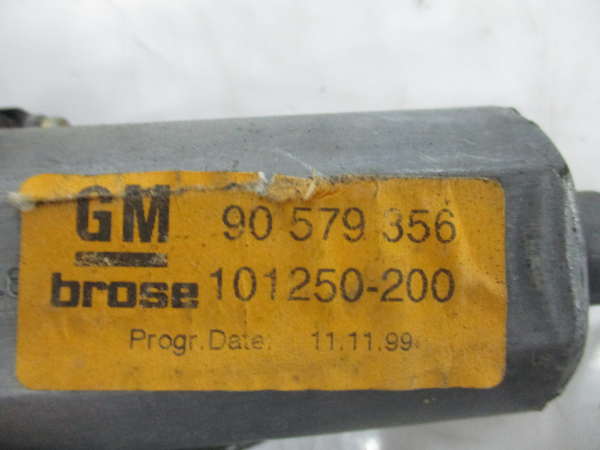 GM 90 579 356
brose 101250-200
Progr. Date: 11.11.99